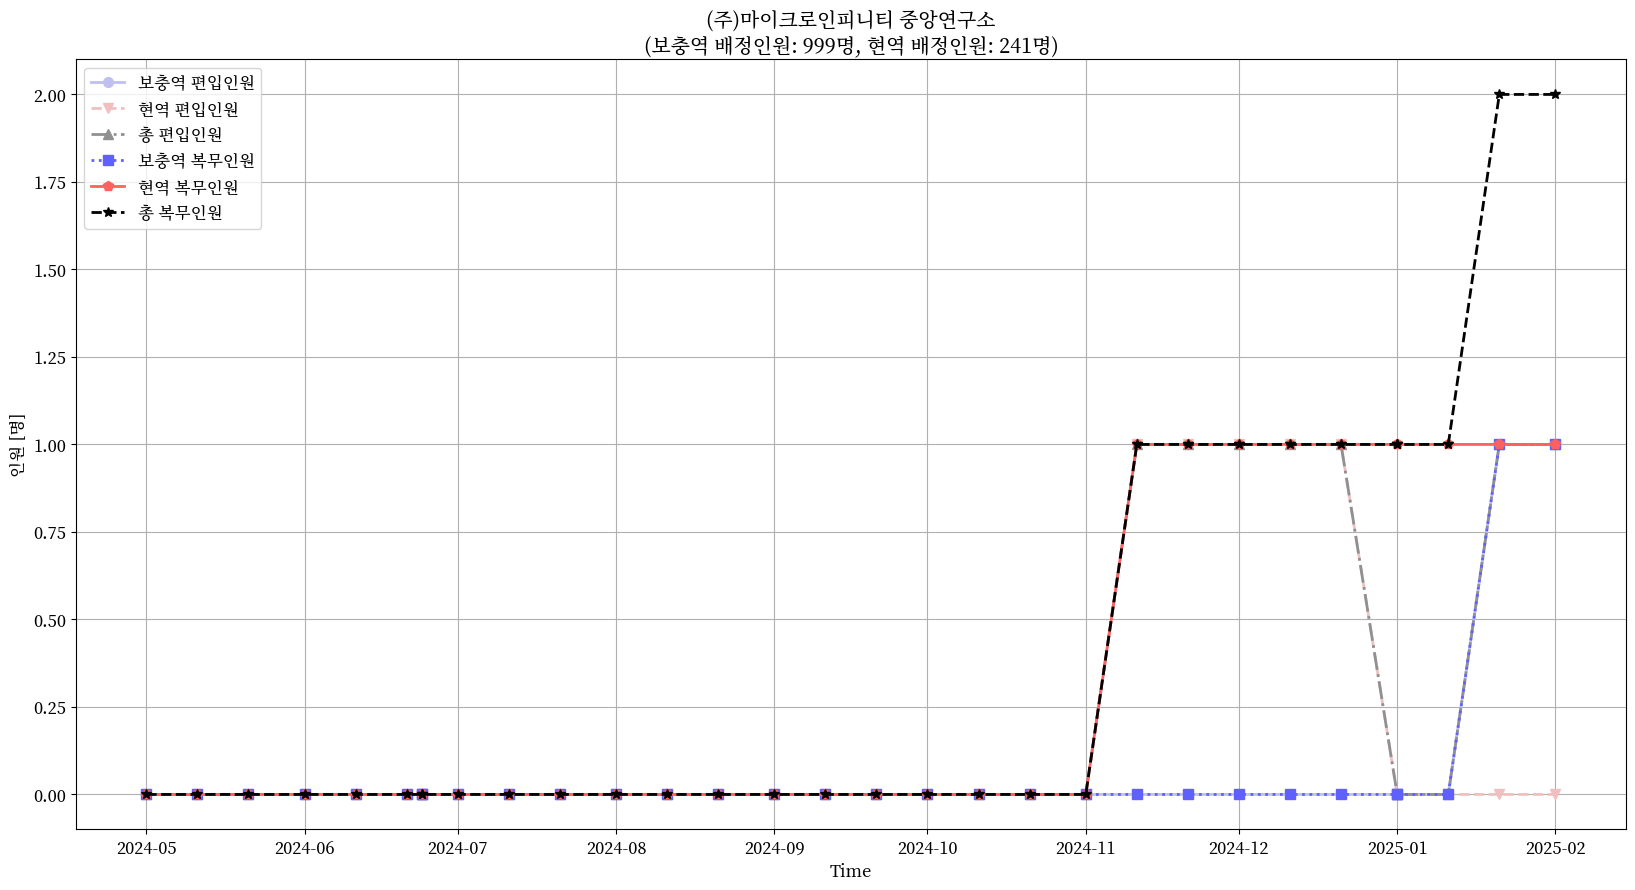 (주)마이크로인피니티 중앙연구소
(보충역 배정인원: 999명, 현역 배정인원: 241명)
보충역 편입인원
현역 편입인원
총 편입인원
보충역 복무인원
현역 복무인원
총 복무인원
2.00
1.75
1.50
1.25
1.00
0.75
0.50
0.25
0.00
인원 [명]
2024-05 2024-06 2024-07 2024-08 2024-09 2024-10 2024-11 2024-12 2025-01 2025-02
Time